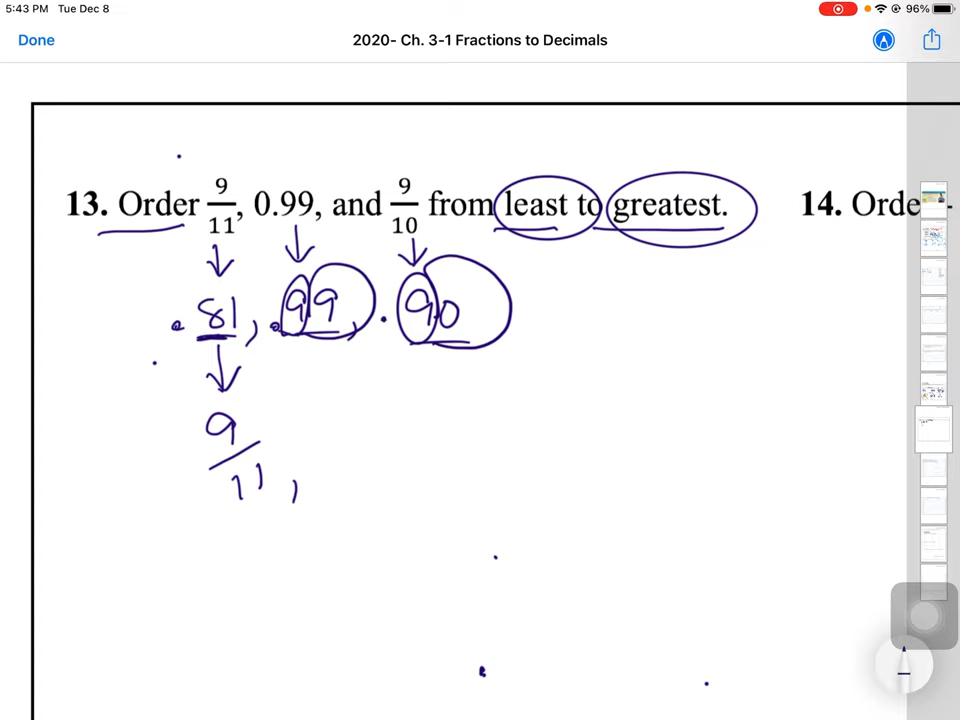 5:43 PM Tue Dec 8 96%
Done 2020- Ch. 3-1 Fractions to Decimals
13. Order 9/11, 0.99, and 9/10 from least to greatest. 14. Orde
.81, .99, .90
9/11,